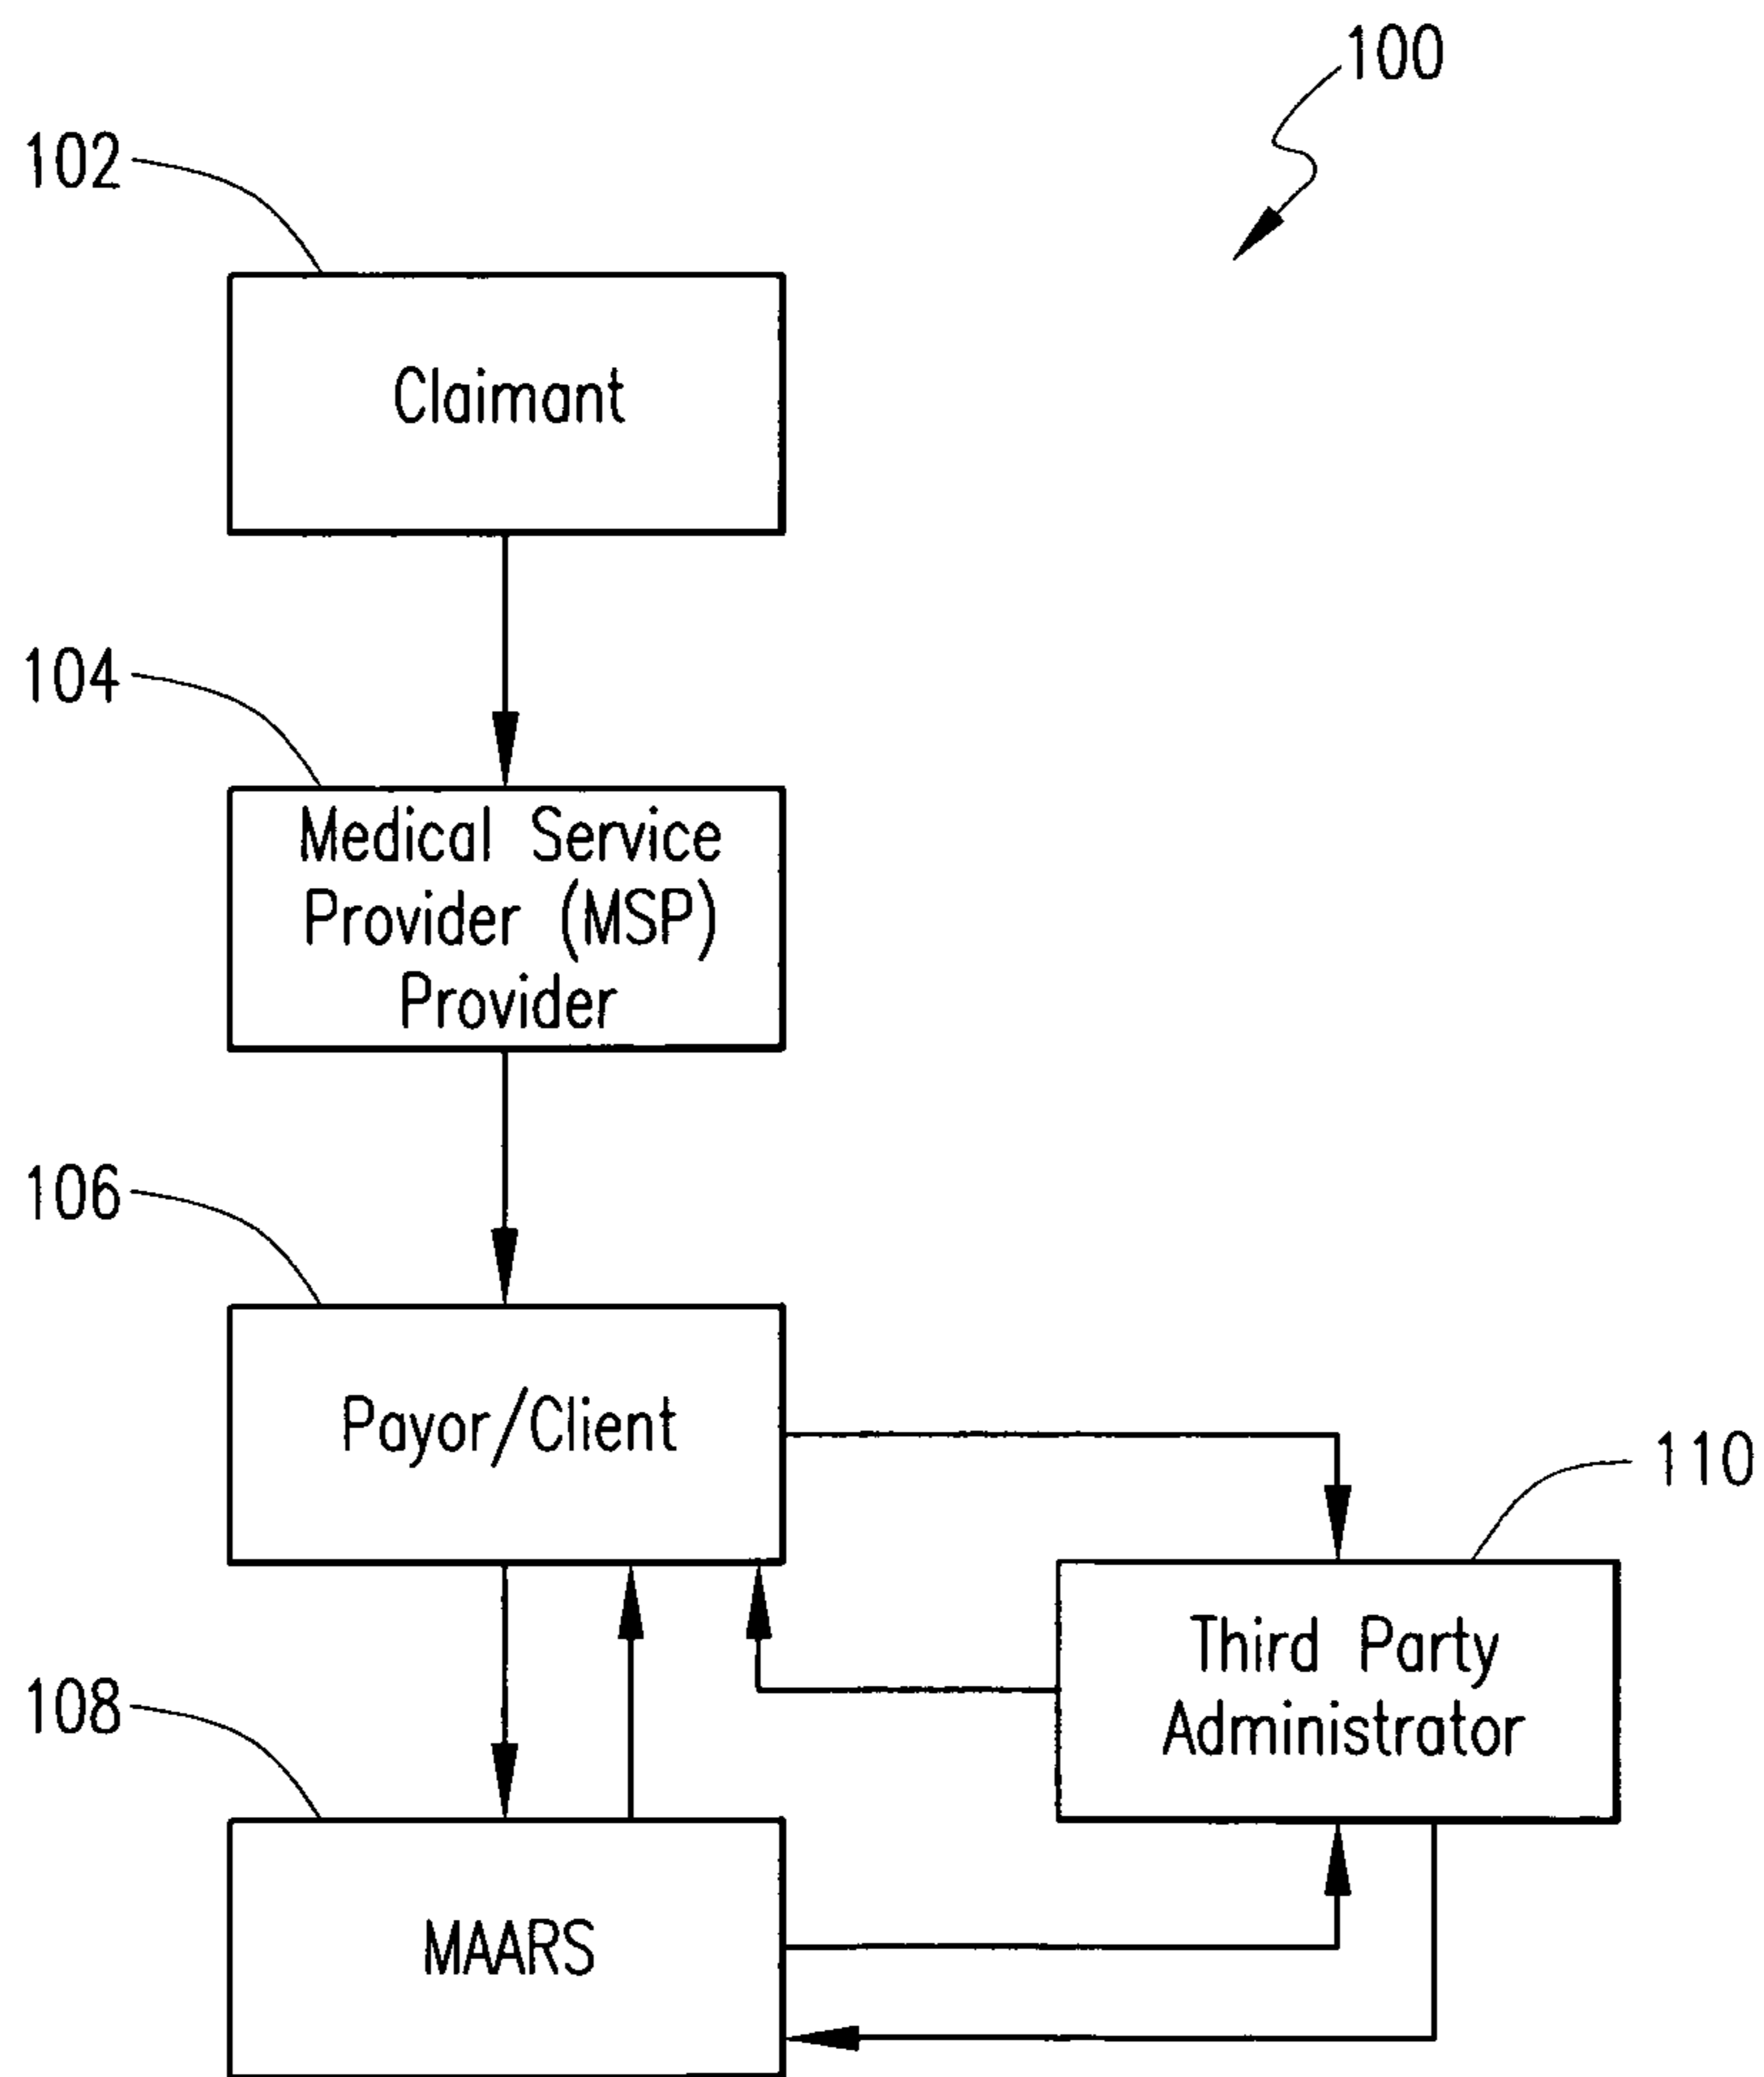 100
102
Claimant
104
Medical Service
Provider (MSP)
Provider
106
Payor/Client
110
Third Party
Administrator
108
MAARS